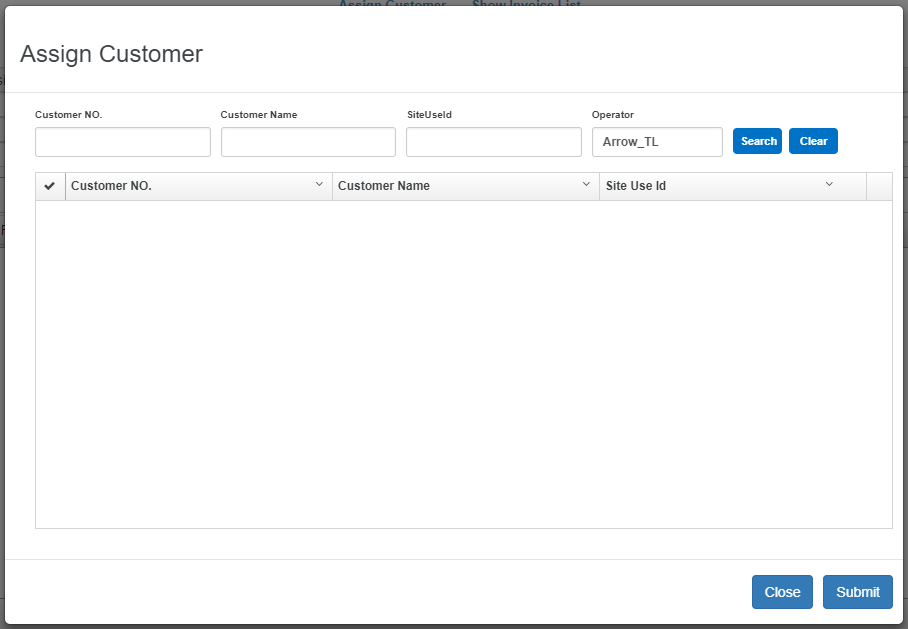 Assign Customer Show Invoice List
Assign Customer
Customer NO. Customer Name SiteUseId Operator
Arrow_TL Search Clear
Customer NO. Customer Name Site Use Id
Close Submit